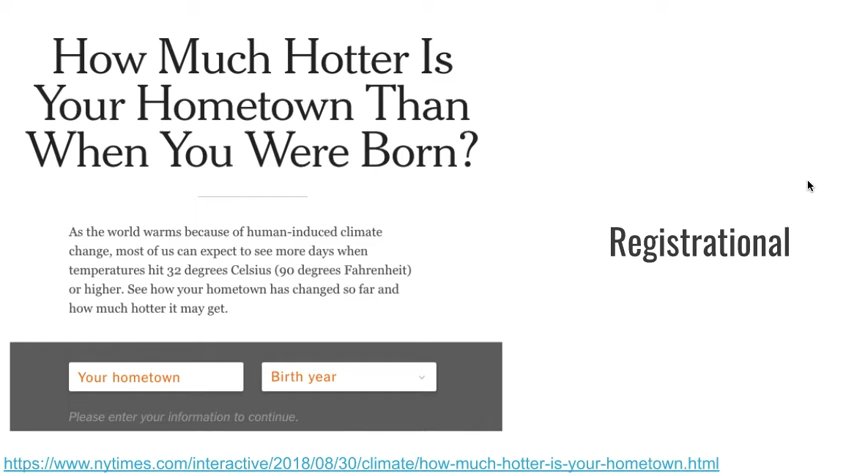 How Much Hotter Is
Your Hometown Than
When You Were Born?
As the world warms because of human-induced climate
change, most of us can expect to see more days when
temperatures hit 32 degrees Celsius (90 degrees Fahrenheit)
or higher. See how your hometown has changed so far and
how much hotter it may get.
Your hometown
Birth year
Please enter your information to continue.
Registrational
https://www.nytimes.com/interactive/2018/08/30/climate/how-much-hotter-is-your-hometown.html